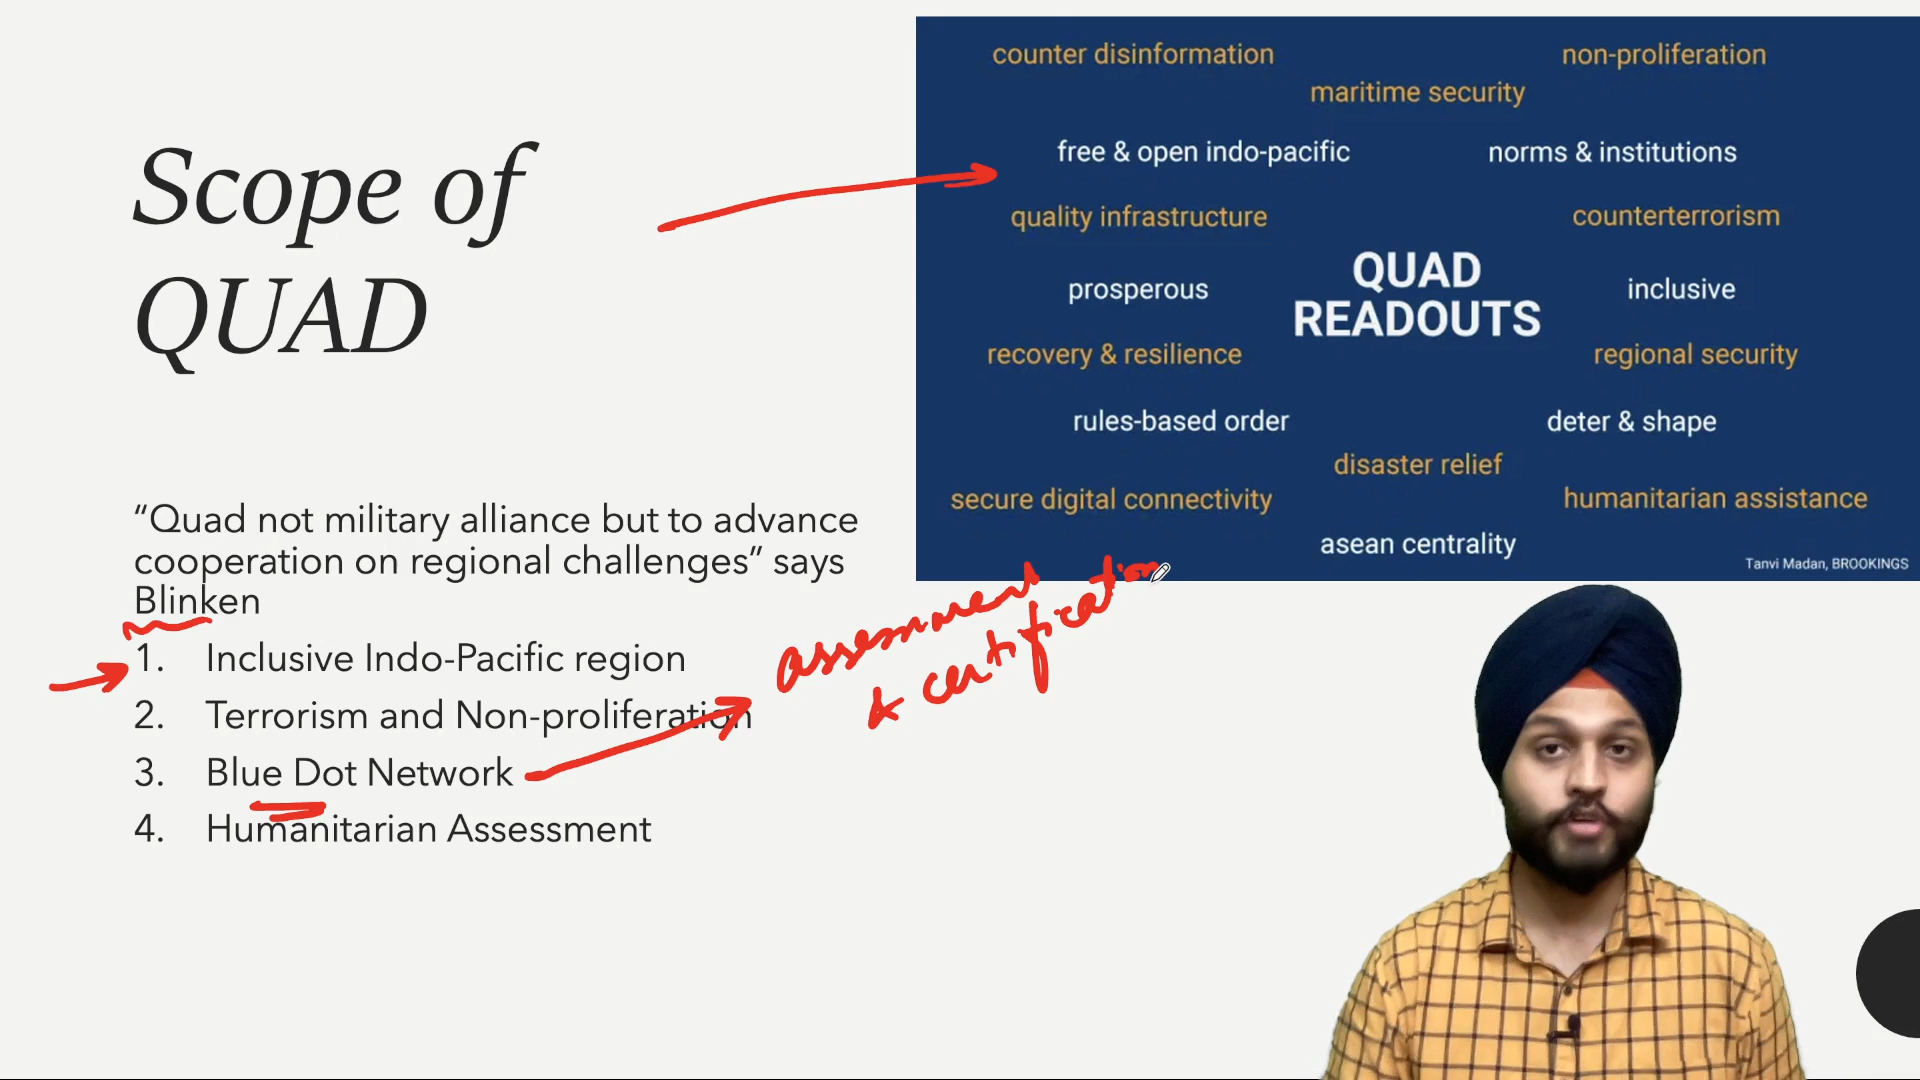 Scope of
QUAD
"Quad not military alliance but to advance
cooperation on regional challenges" says
Blinken
1. Inclusive Indo-Pacific region
2. Terrorism and Non-proliferation
3. Blue Dot Network
4. Humanitarian Assessment
assessment
& certification
counter disinformation
non-proliferation
maritime security
free & open indo-pacific
norms & institutions
quality infrastructure
counterterrorism
QUAD
READOUTS
prosperous
inclusive
recovery & resilience
regional security
rules-based order
deter & shape
disaster relief
secure digital connectivity
humanitarian assistance
asean centrality
Tanvi Madan, BROOKINGS